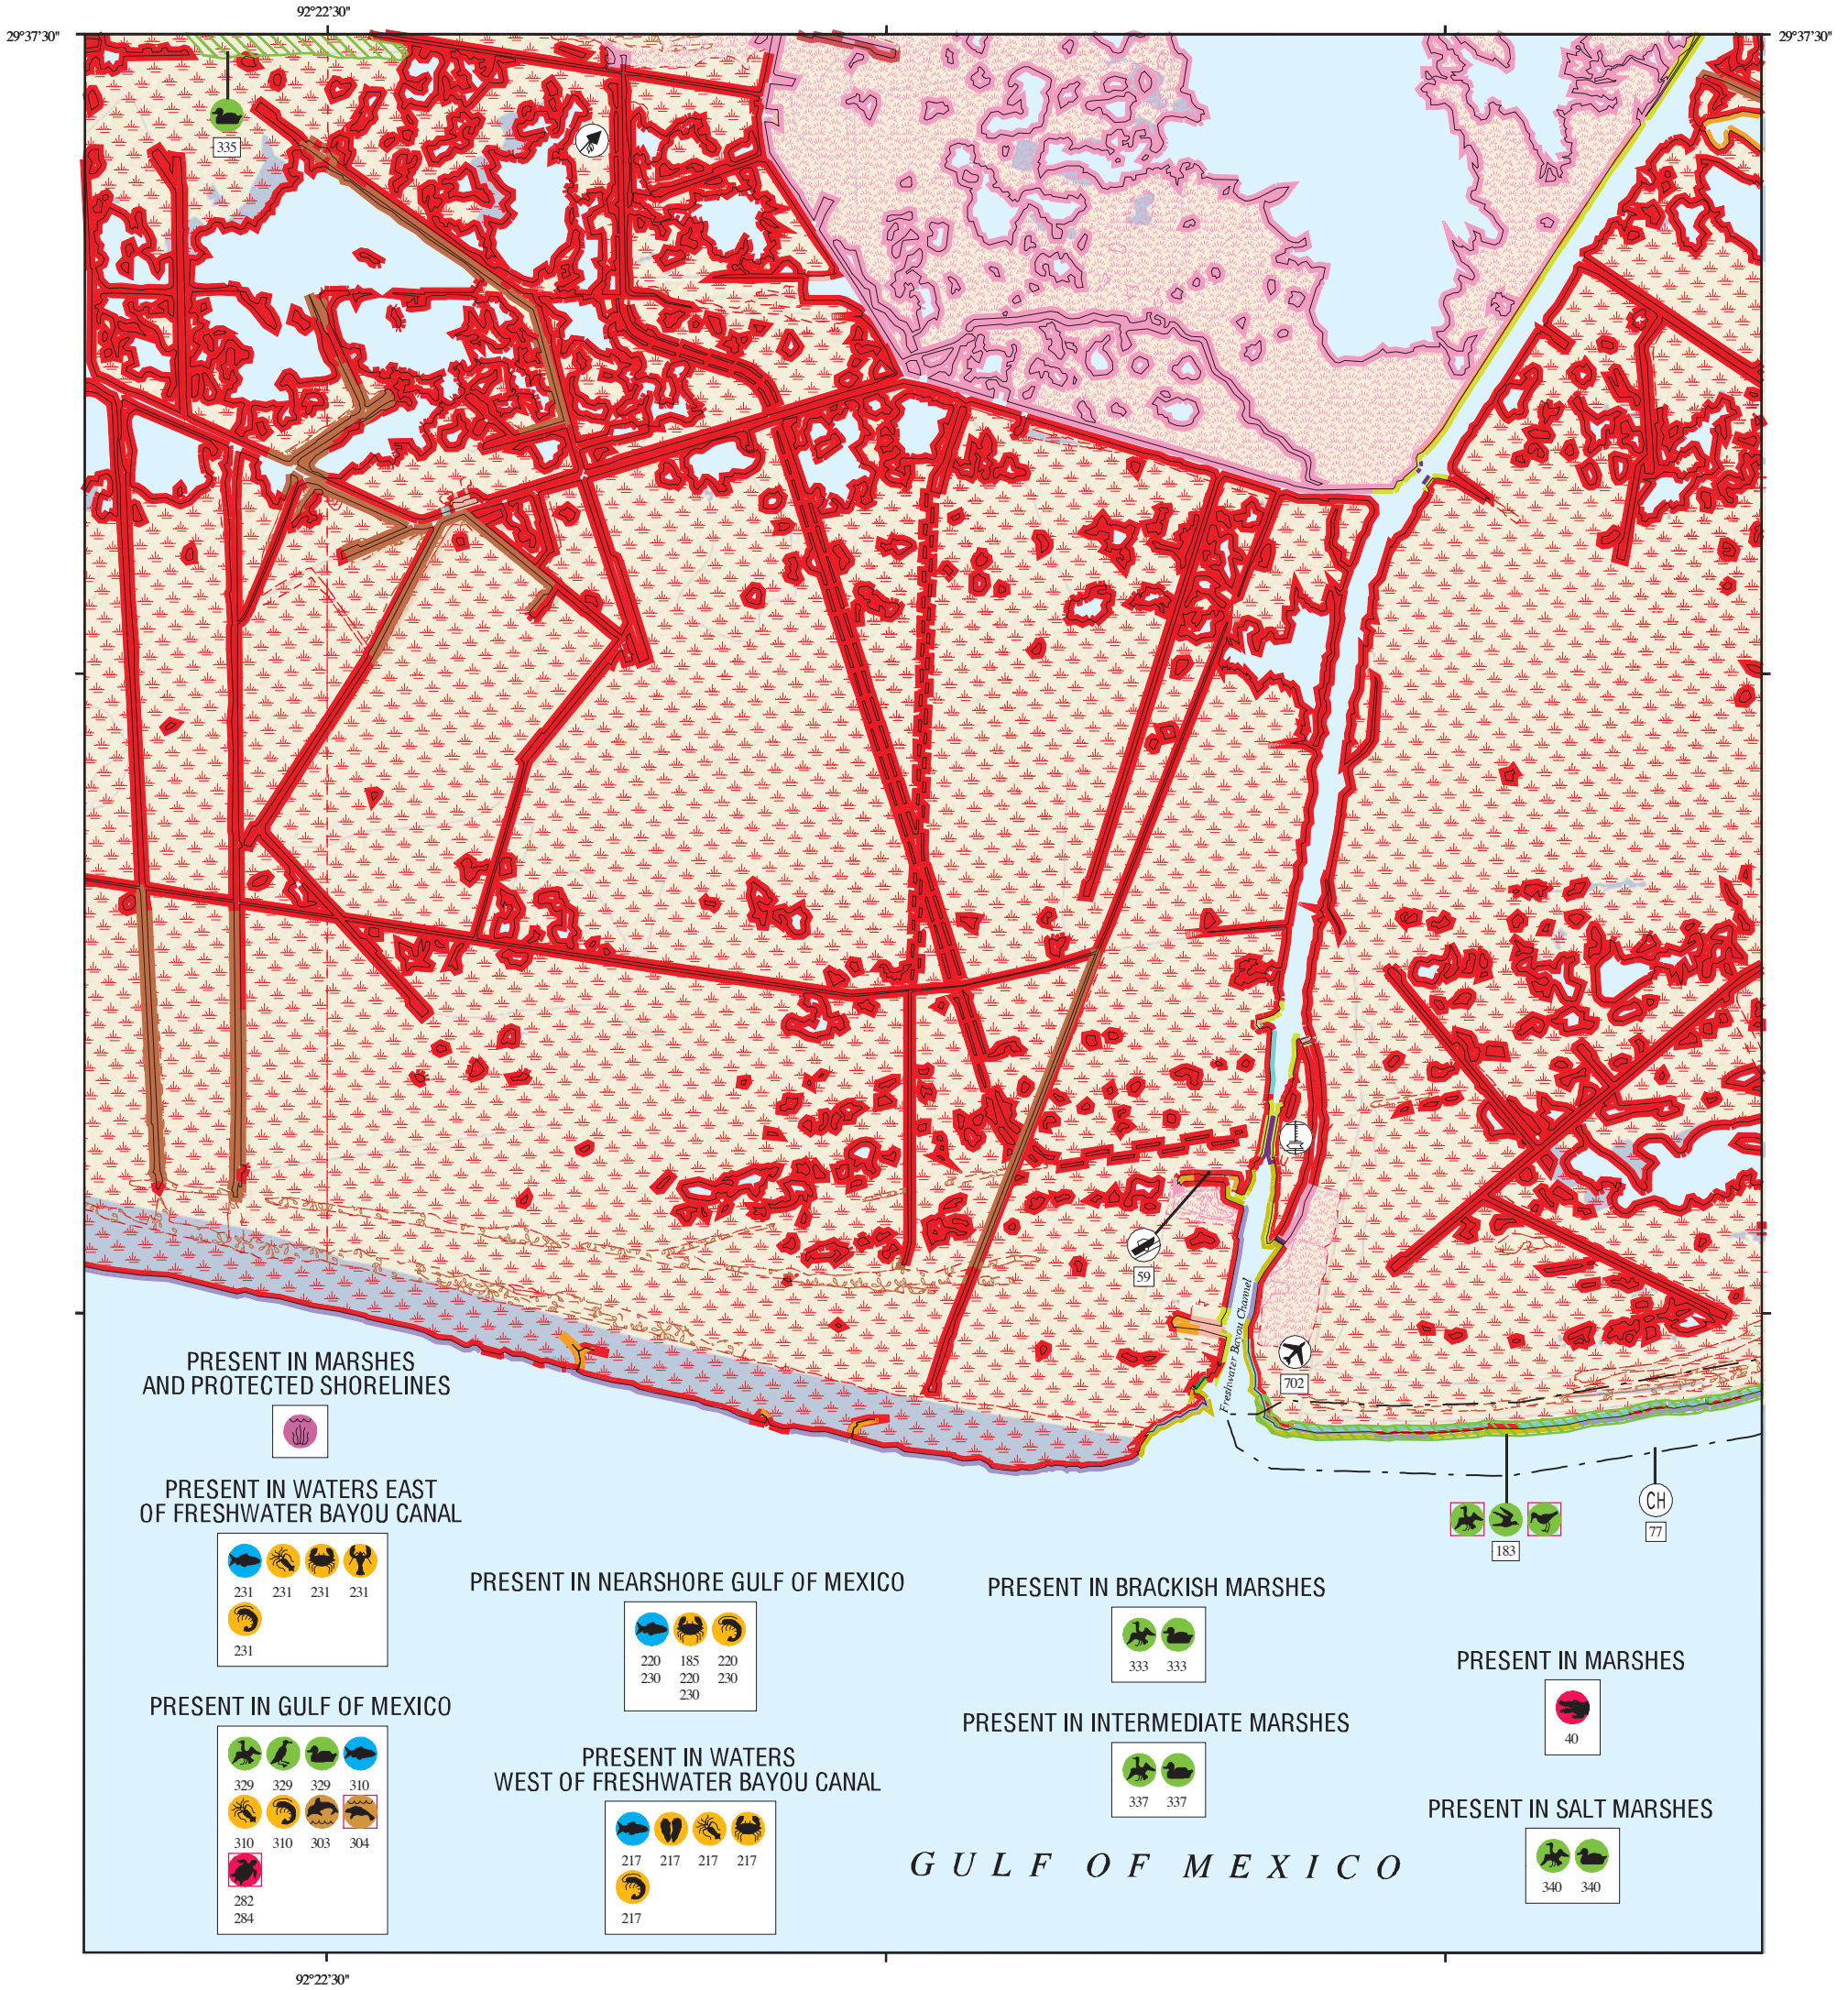 92°22'30"
29°37'30"
29°37'30"
335
59
Freshwater Bayou Channel
702
PRESENT IN MARSHES
AND PROTECTED SHORELINES
PRESENT IN WATERS EAST
OF FRESHWATER BAYOU CANAL
231 231 231 231
231
PRESENT IN GULF OF MEXICO
329 329 329 310
310 310 303 304
282
284
PRESENT IN NEARSHORE GULF OF MEXICO
220 185 220
230 220 230
230
PRESENT IN WATERS
WEST OF FRESHWATER BAYOU CANAL
217 217 217 217
217
PRESENT IN BRACKISH MARSHES
333 333
PRESENT IN INTERMEDIATE MARSHES
337 337
GULF OF MEXICO
183
CH
77
PRESENT IN MARSHES
40
PRESENT IN SALT MARSHES
340 340
92°22'30"